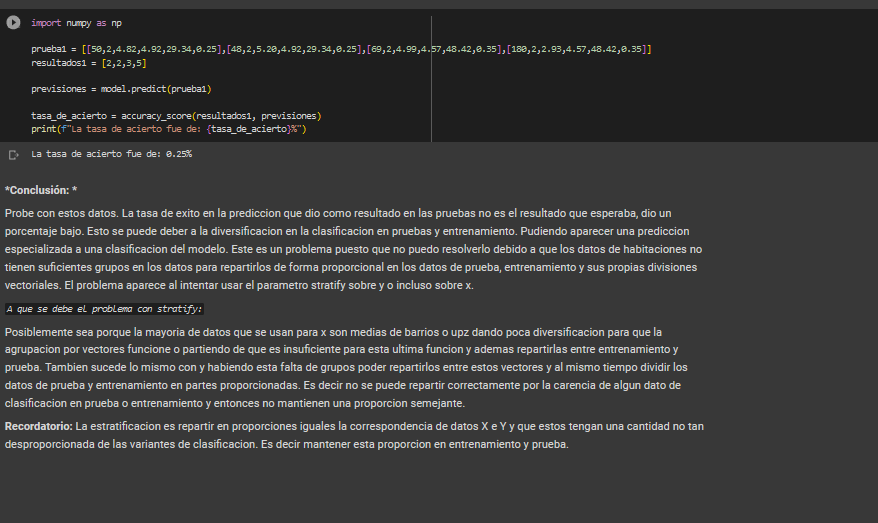 import numpy as np
prueba1 = [[50,2,4.82,4.92,29.34,0.25],[48,2,5.20,4.92,29.34,0.25],[69,2,4.99,4.57,48.42,0.35],[180,2,2.93,4.57,48.42,0.35]]
resultados1 = [2,2,3,5]
previsiones = model.predict(prueba1)
tasa_de_acierto = accuracy_score(resultados1, previsiones)
print(f"La tasa de acierto fue de: {tasa_de_acierto}%")
La tasa de acierto fue de: 0.25%
*Conclusión: *
Probe con estos datos. La tasa de exito en la prediccion que dio como resultado en las pruebas no es el resultado que esperaba, dio un
porcentaje bajo. Esto se puede deber a la diversificacion en la clasificacion en pruebas y entrenamiento. Pudiendo aparecer una prediccion
especializada a una clasificacion del modelo. Este es un problema puesto que no puedo resolverlo debido a que los datos de habitaciones no
tienen suficientes grupos en los datos para repartirlos de forma proporcional en los datos de prueba, entrenamiento y sus propias divisiones
vectoriales. El problema aparece al intentar usar el parametro stratify sobre y o incluso sobre x.
A que se debe el problema con stratify:
Posiblemente sea porque la mayoria de datos que se usan para x son medias de barrios o upz dando poca diversificacion para que la
agrupacion por vectores funcione o partiendo de que es insuficiente para esta ultima funcion y ademas repartirlas entre entrenamiento y
prueba. Tambien sucede lo mismo con y habiendo esta falta de grupos poder repartirlos entre estos vectores y al mismo tiempo dividir los
datos de prueba y entrenamiento en partes proporcionadas. Es decir no se puede repartir correctamente por la carencia de algun dato de
clasificacion en prueba o entrenamiento y entonces no mantienen una proporcion semejante.
Recordatorio: La estratificacion es repartir en proporciones iguales la correspondencia de datos X e Y y que estos tengan una cantidad no tan
desproporcionada de las variantes de clasificacion. Es decir mantener esta proporcion en entrenamiento y prueba.